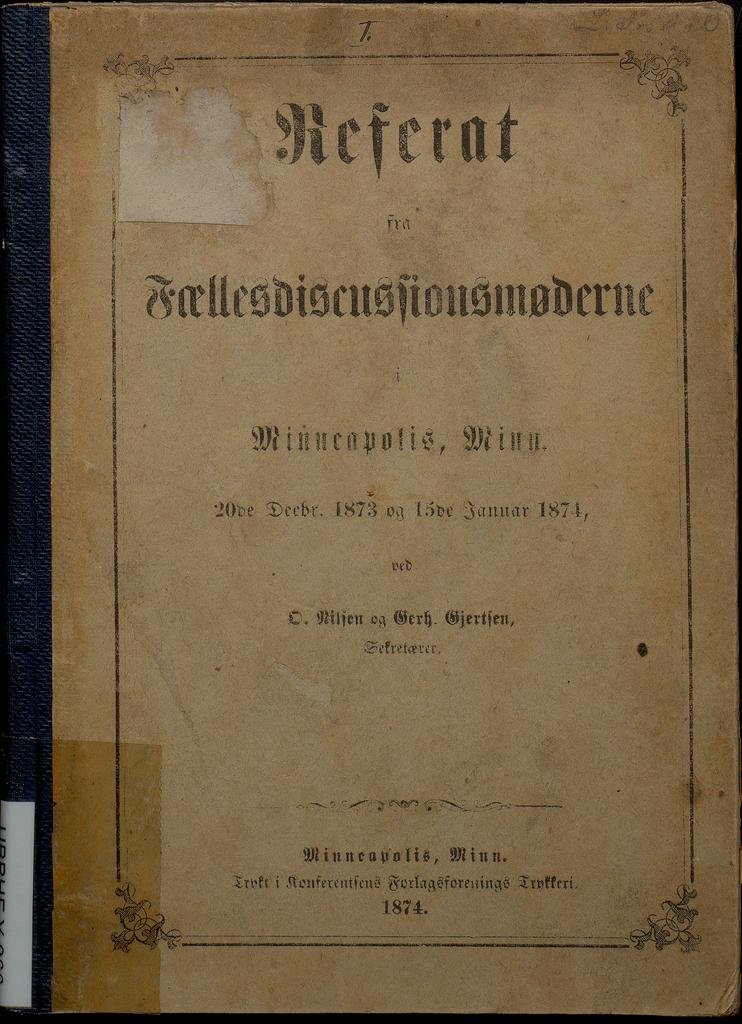 I.
Referat
fra
Fællesdiscussionsmøderne
i
Minneapolis, Minn.
20de Decbr. 1873 og 15de Januar 1874,
ved
O. Nilsen og Gerh. Gjertsen,
Sekretærer.
Minneapolis, Minn.
Trykt i Konferentsens Forlagsforenings Trykkeri.
1874.